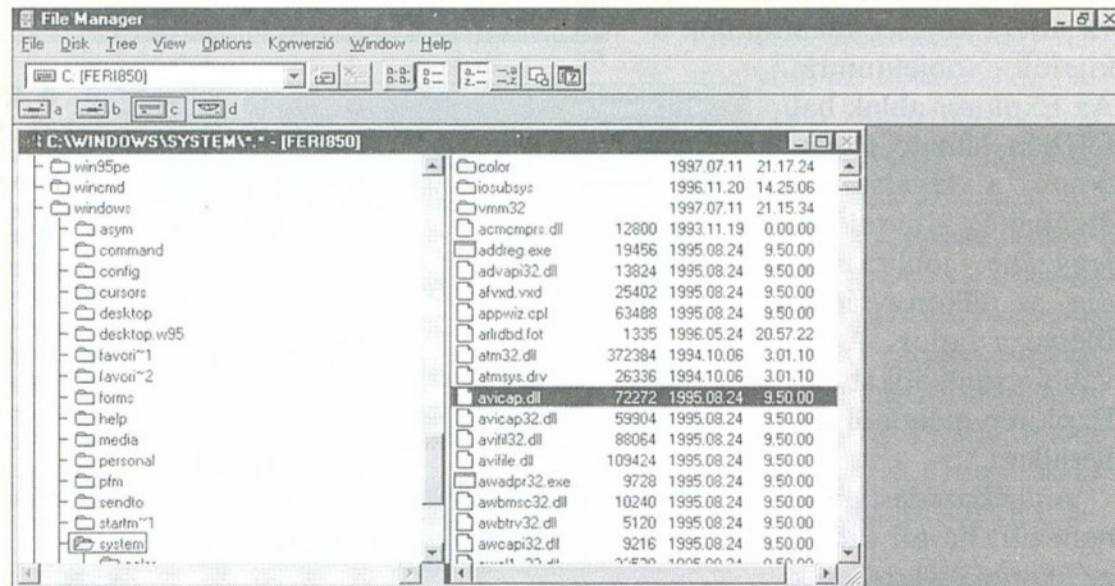 File Manager
File Disk Tree View Options Konverzió Window Help
C: [FERI850]
a b c d
C:\WINDOWS\SYSTEM\*.* - [FERI850]
win95pe
wincmd
windows
asym
command
config
cursors
desktop
desktop.w95
favori~1
favori~2
forms
help
media
personal
pfm
sendto
startm~1
system
color 1997.07.11 21.17.24
iosubsys 1996.11.20 14.25.06
vmm32 1997.07.11 21.15.34
acmcmprs.dll 12800 1993.11.19 0.00.00
addreg.exe 19456 1995.08.24 9.50.00
advapi32.dll 13824 1995.08.24 9.50.00
afvxd.vxd 25402 1995.08.24 9.50.00
appwiz.cpl 63488 1995.08.24 9.50.00
arlrdbd.fot 1335 1996.05.24 20.57.22
atm32.dll 372384 1994.10.06 3.01.10
atmsys.drv 26336 1994.10.06 3.01.10
avicap.dll 72272 1995.08.24 9.50.00
avicap32.dll 59904 1995.08.24 9.50.00
avifil32.dll 88064 1995.08.24 9.50.00
avifile.dll 109424 1995.08.24 9.50.00
awadpr32.exe 9728 1995.08.24 9.50.00
awbmsc32.dll 10240 1995.08.24 9.50.00
awbtrv32.dll 5120 1995.08.24 9.50.00
awcapi32.dll 9216 1995.08.24 9.50.00